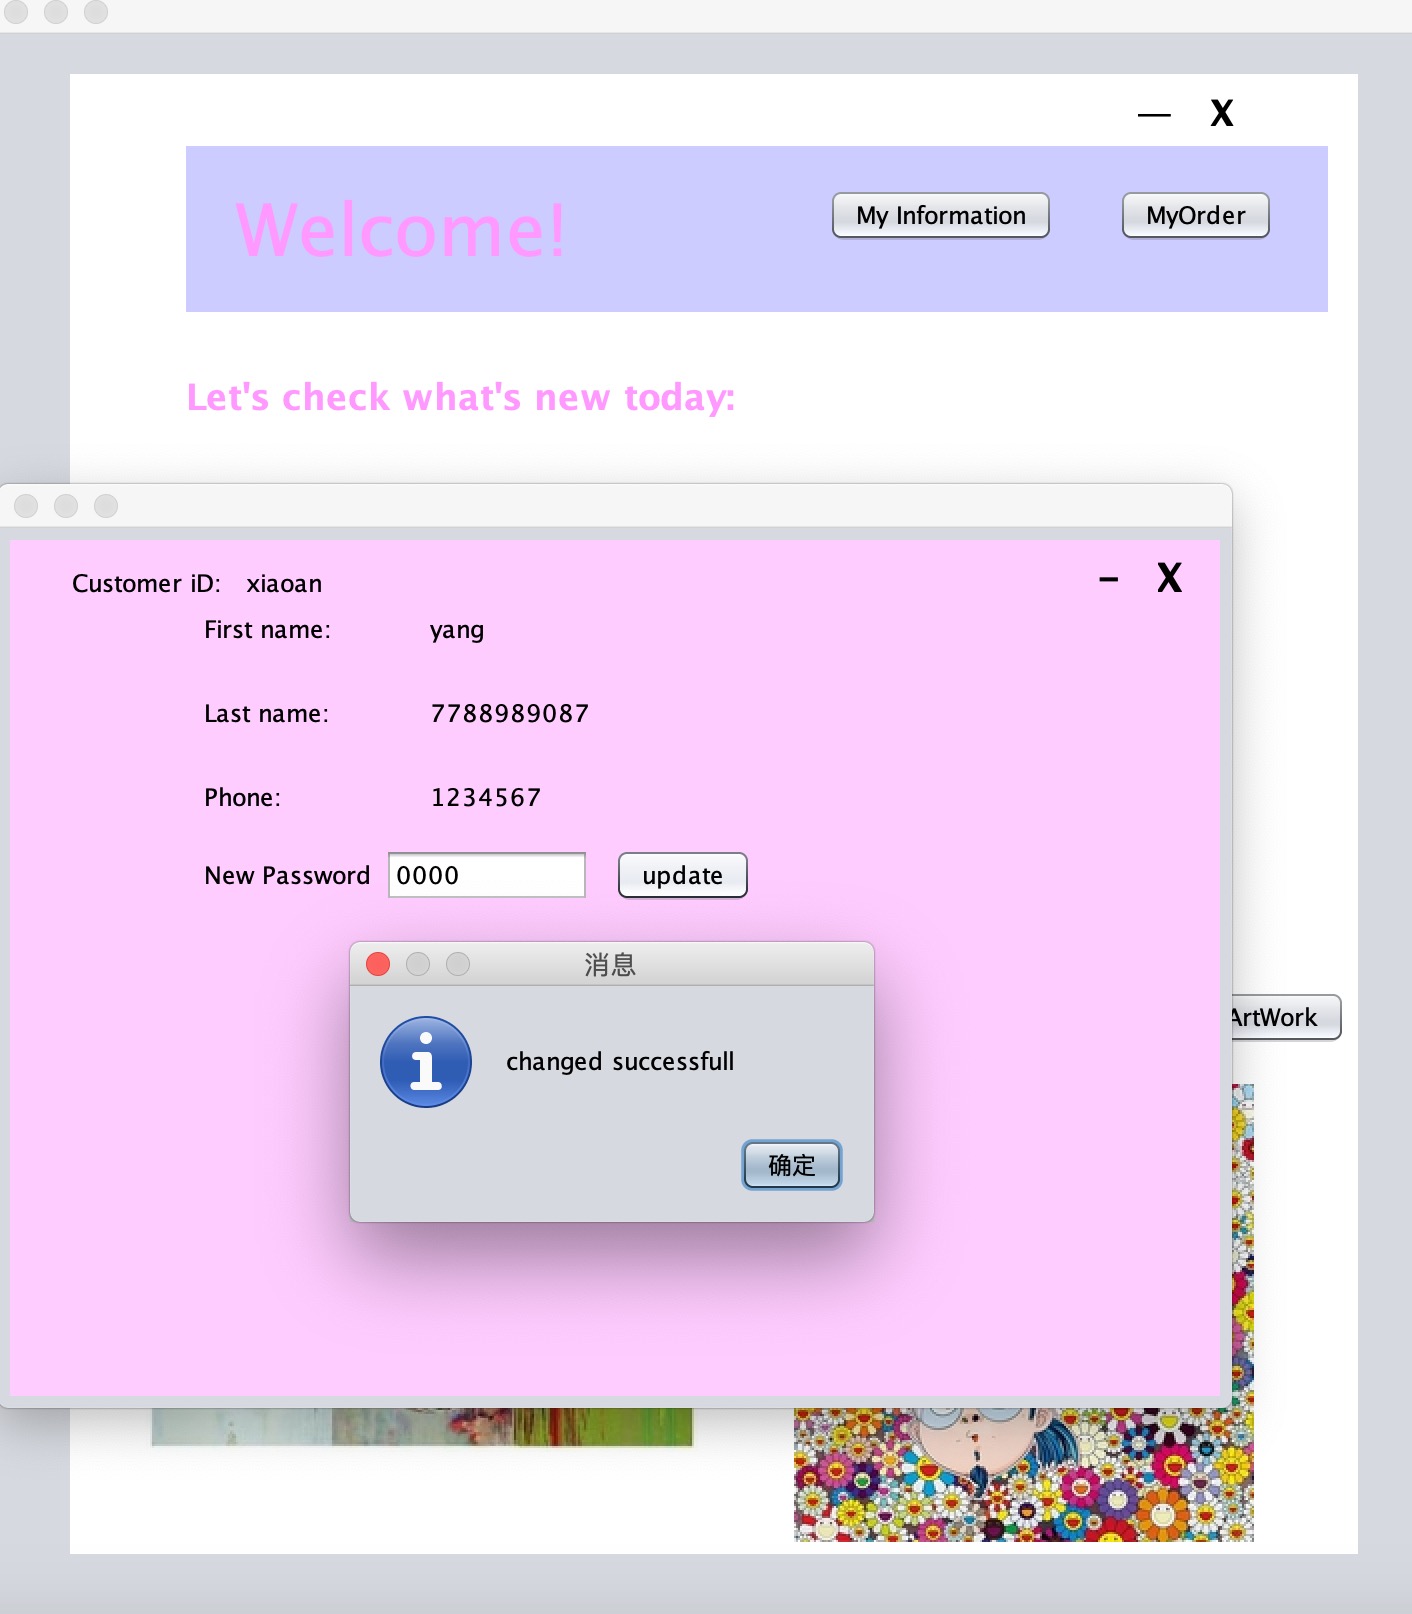 — X
Welcome!
My Information
MyOrder
Let's check what's new today:
Customer iD: xiaoan
– X
First name: yang
Last name: 7788989087
Phone: 1234567
New Password 0000 update
消息
changed successfull
确定
ArtWork